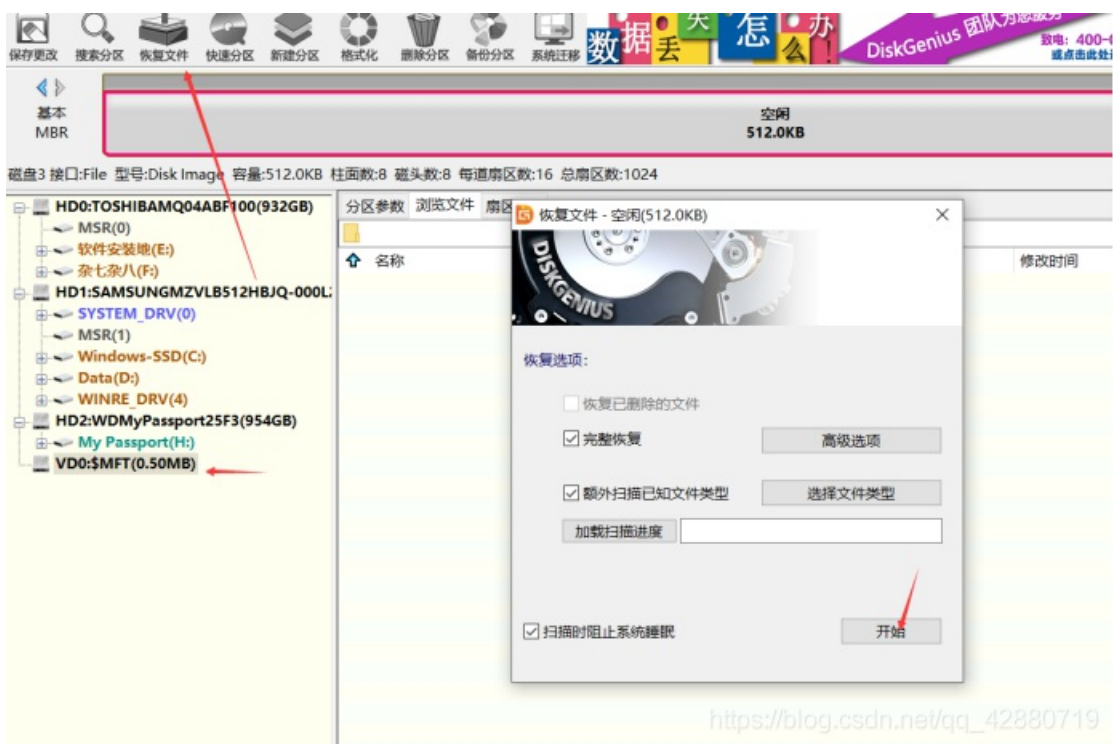 保存更改 搜索分区 恢复文件 快速分区 新建分区 格式化 删除分区 备份分区 系统迁移
数据丢失怎么办!
DiskGenius 团队为您服务
致电: 400-
或点击此处
基本
MBR
空闲
512.0KB
磁盘3 接口:File 型号:Disk Image 容量:512.0KB 柱面数:8 磁头数:8 每道扇区数:16 总扇区数:1024
HD0:TOSHIBAMQ04ABF100(932GB)
MSR(0)
软件安装地(E:)
杂七杂八(F:)
HD1:SAMSUNGMZVLB512HBJQ-000L
SYSTEM_DRV(0)
MSR(1)
Windows-SSD(C:)
Data(D:)
WINRE_DRV(4)
HD2:WDMyPassport25F3(954GB)
My Passport(H:)
VD0:$MFT(0.50MB)
分区参数 浏览文件 扇区
名称 修改时间
恢复文件 - 空闲(512.0KB)
DISKGENIUS
恢复选项:
恢复已删除的文件
完整恢复 高级选项
额外扫描已知文件类型 选择文件类型
加载扫描进度
扫描时阻止系统睡眠 开始
https://blog.csdn.net/qq_42880719